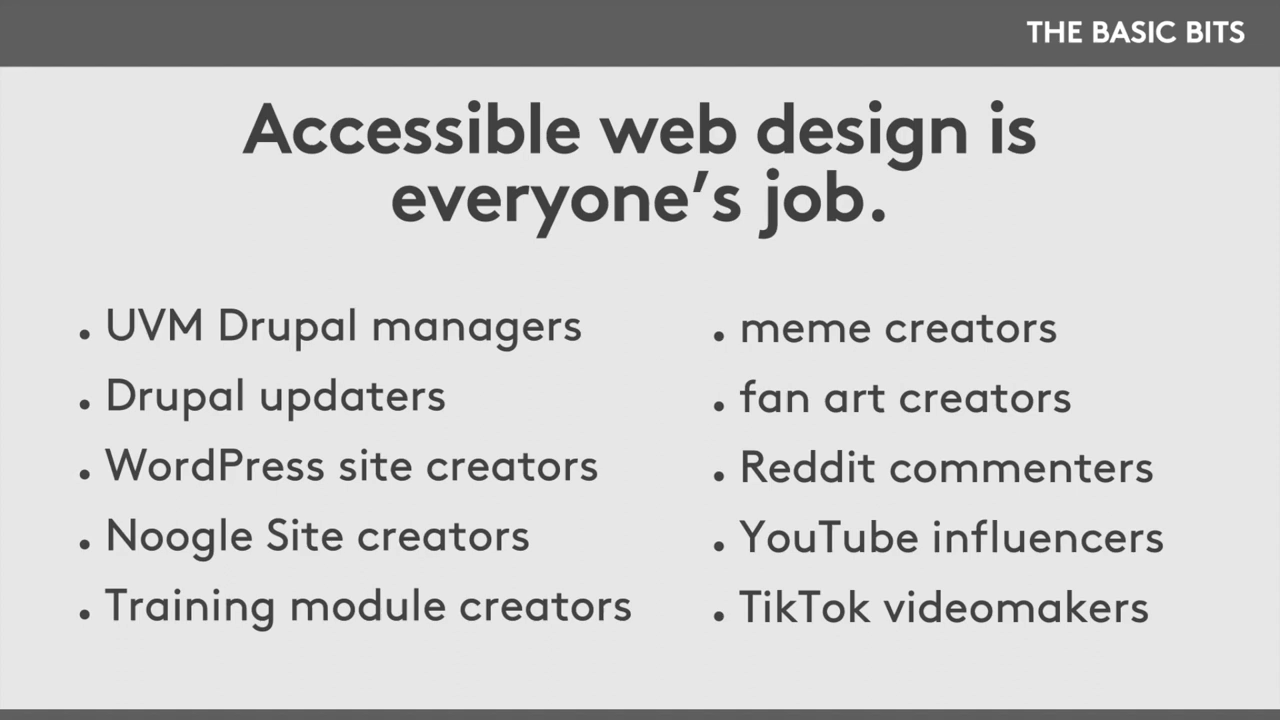 THE BASIC BITS
Accessible web design is
everyone’s job.
. UVM Drupal managers
. Drupal updaters
. WordPress site creators
. Noogle Site creators
. Training module creators
. meme creators
. fan art creators
. Reddit commenters
. YouTube influencers
. TikTok videomakers